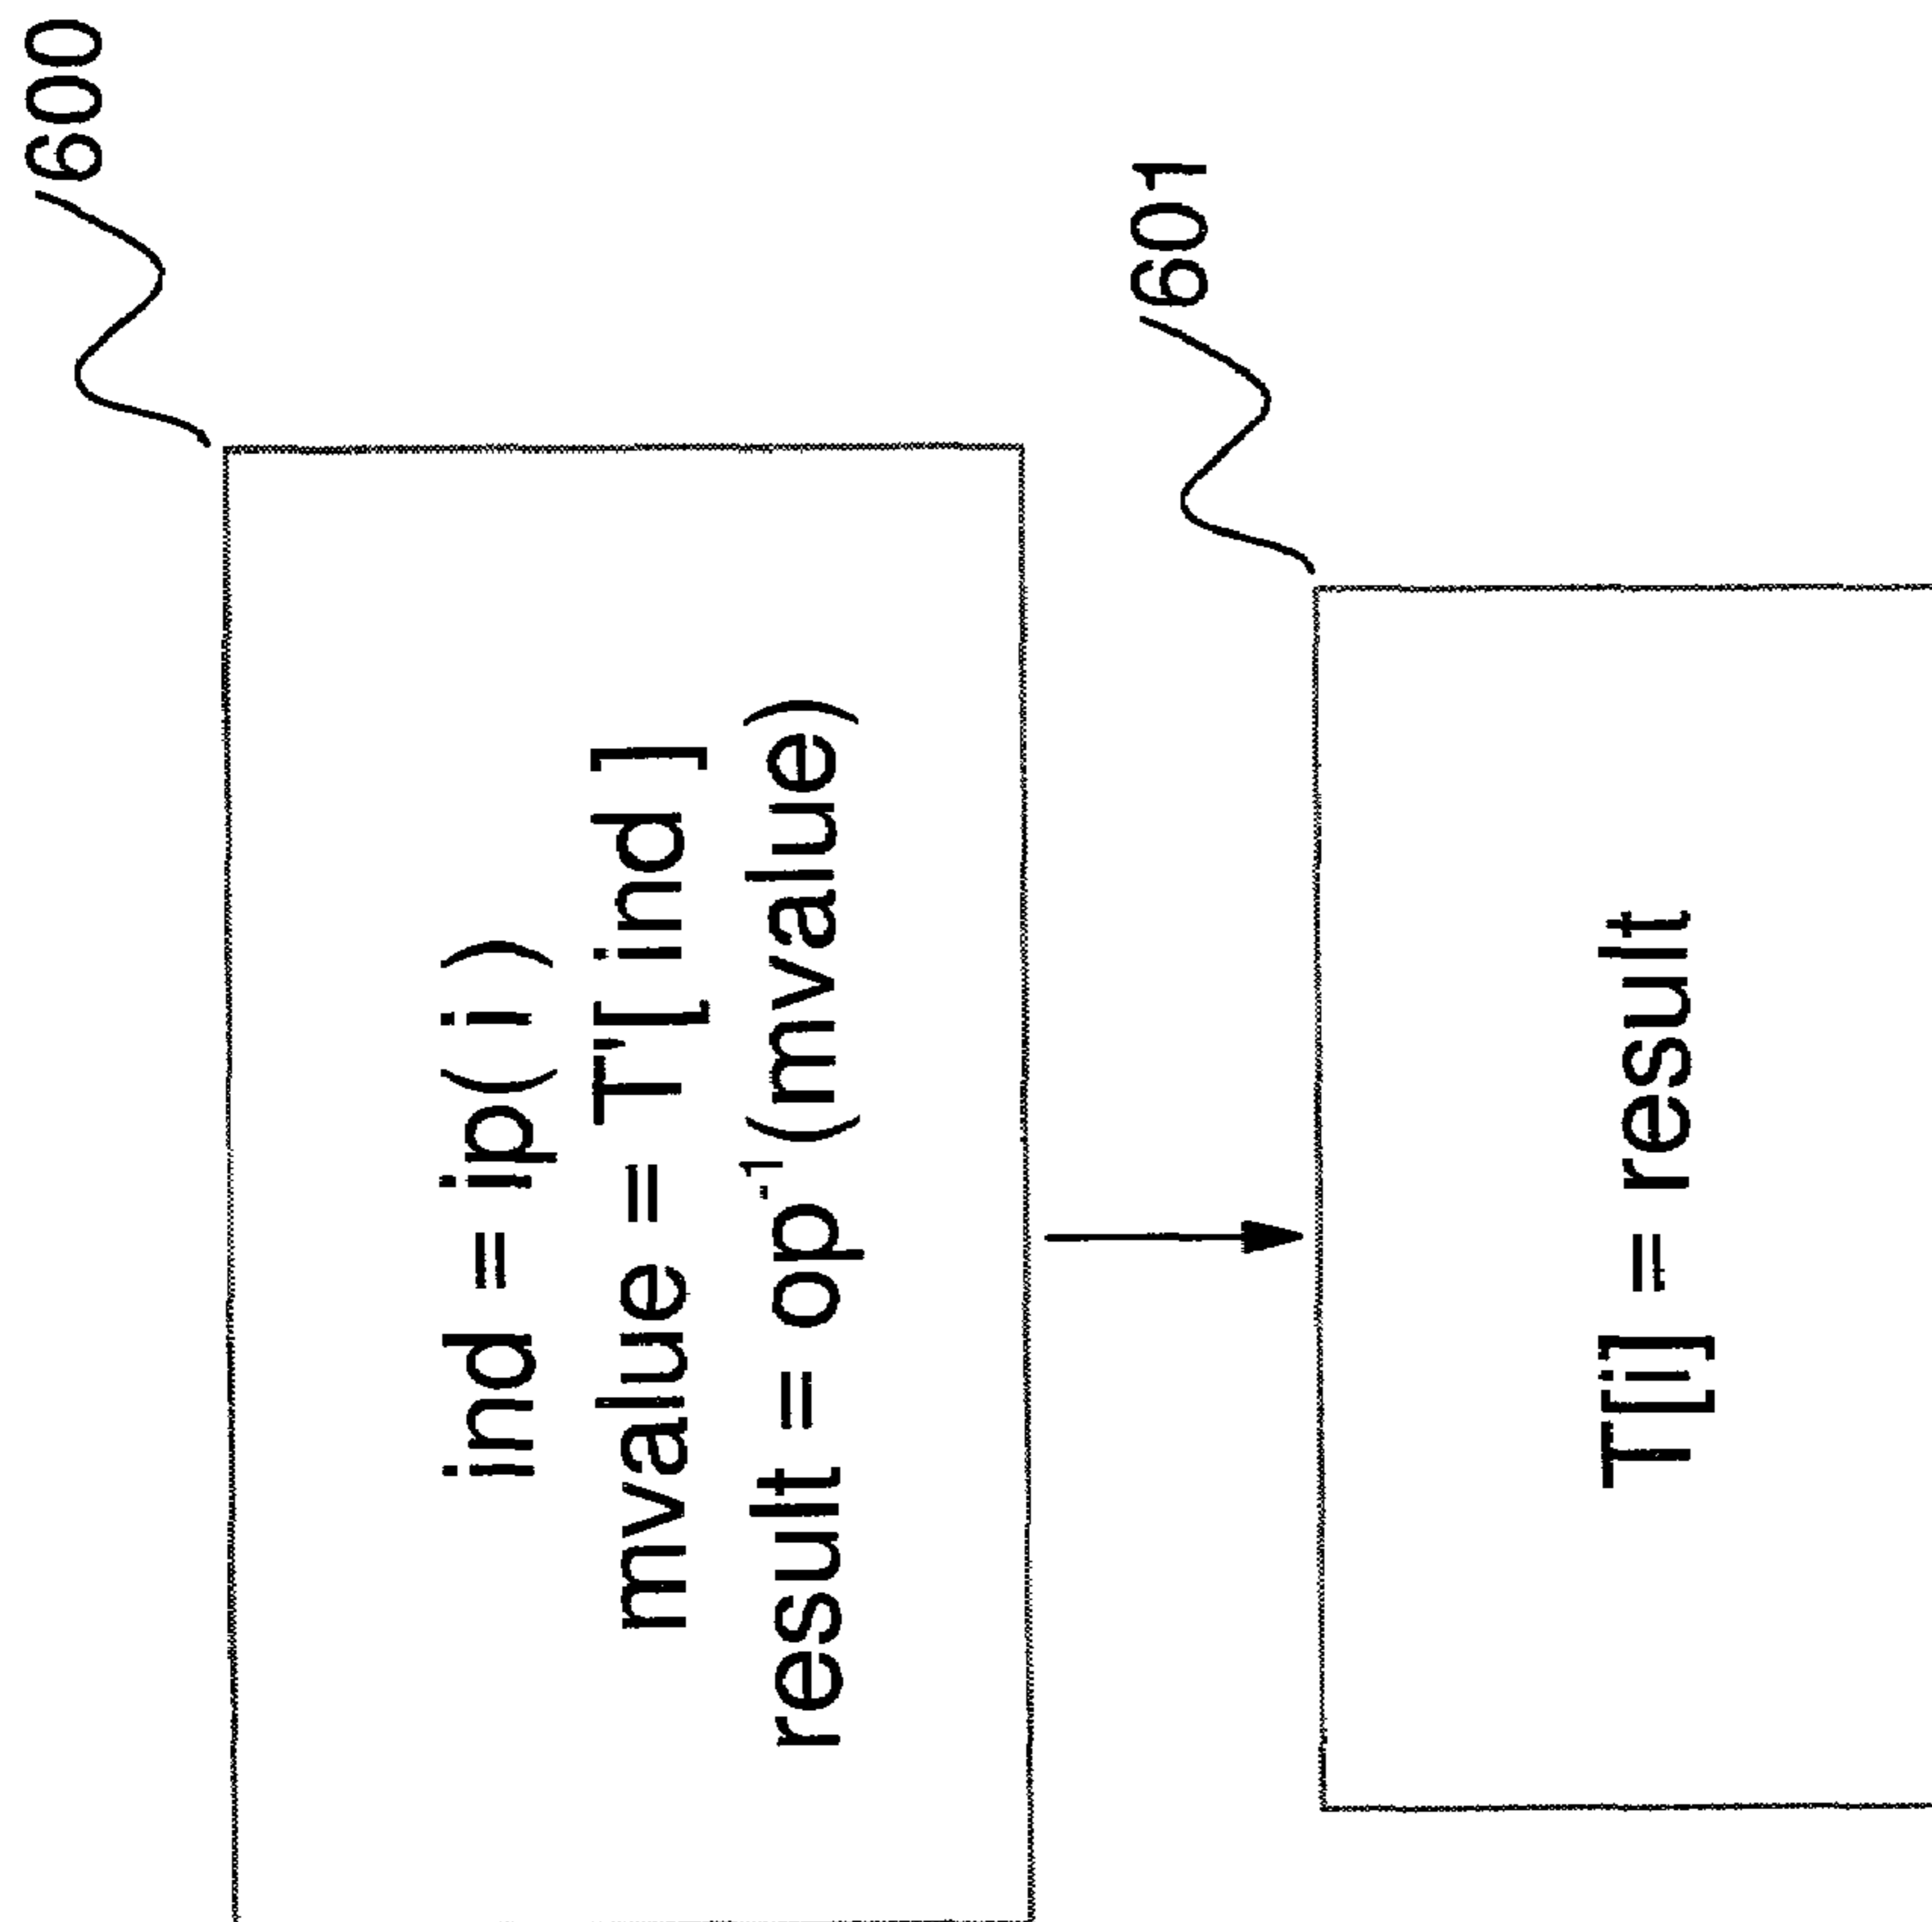 600
ind = ip( i )
mvalue = T'[ ind ]
result = op⁻¹(mvalue)
601
T[i] = result